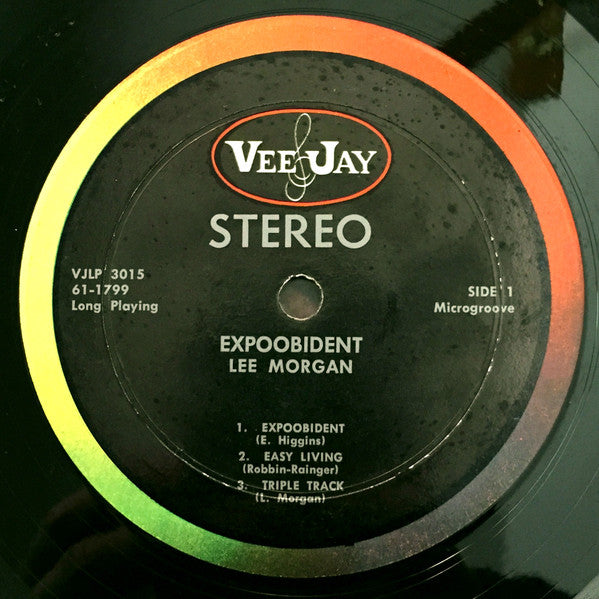 VEE JAY
STEREO
VJLP 3015
61-1799
Long Playing
SIDE 1
Microgroove
EXPOOBIDENT
LEE MORGAN
1. EXPOOBIDENT
(E. Higgins)
2. EASY LIVING
(Robbin-Rainger)
3. TRIPLE TRACK
(L. Morgan)